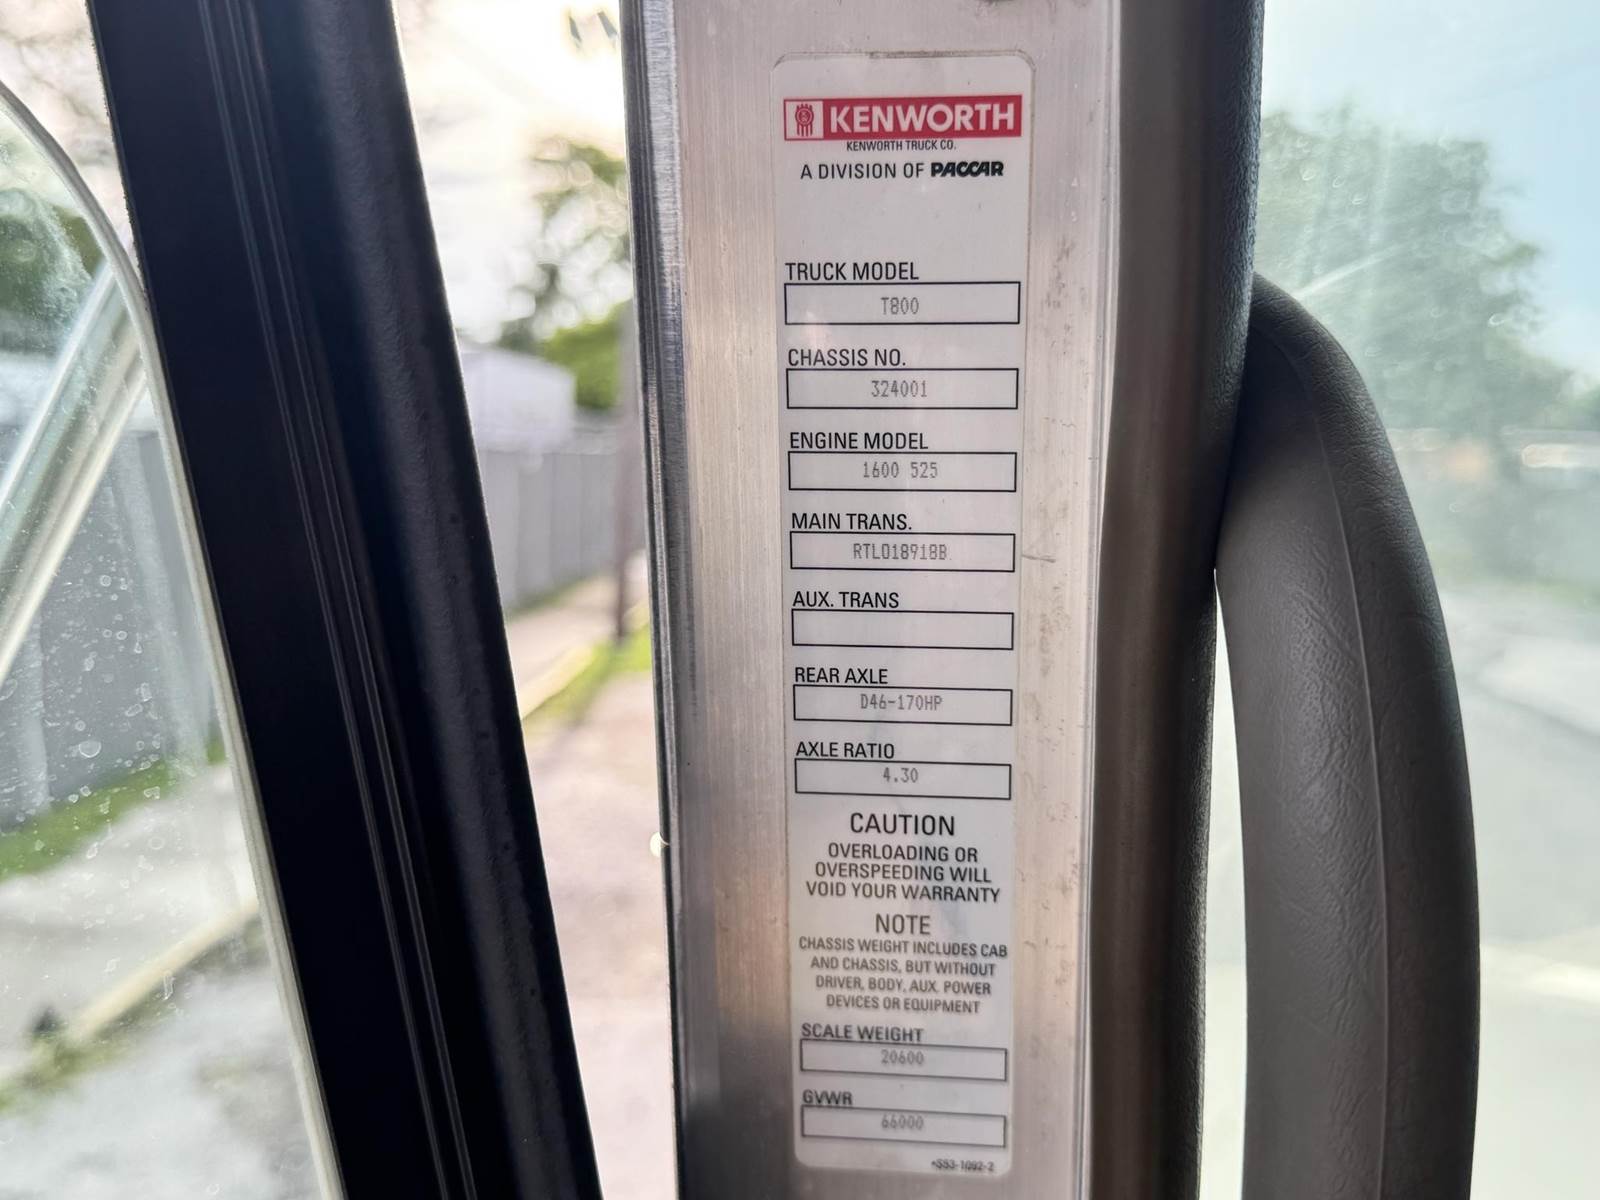 KENWORTH
KENWORTH TRUCK CO.
A DIVISION OF PACCAR
TRUCK MODEL
T800
CHASSIS NO.
324001
ENGINE MODEL
1600 525
MAIN TRANS.
RTLO18918B
AUX. TRANS
REAR AXLE
D46-170HP
AXLE RATIO
4.30
CAUTION
OVERLOADING OR
OVERSPEEDING WILL
VOID YOUR WARRANTY
NOTE
CHASSIS WEIGHT INCLUDES CAB
AND CHASSIS, BUT WITHOUT
DRIVER, BODY, AUX. POWER
DEVICES OR EQUIPMENT
SCALE WEIGHT
20600
GVWR
66000
*S53-1092-2